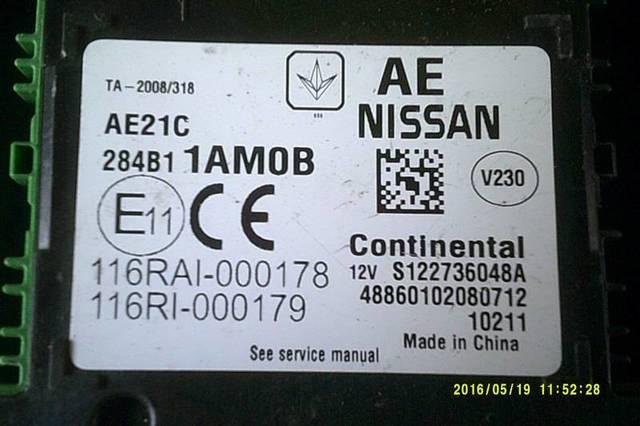 TA-2008/318
AE
NISSAN
AE21C
284B1 1AM0B
V230
E11 CE
Continental
116RAI-000178
12V S122736048A
116RI-000179
48860102080712
10211
Made in China
See service manual
2016/05/19 11:52:28